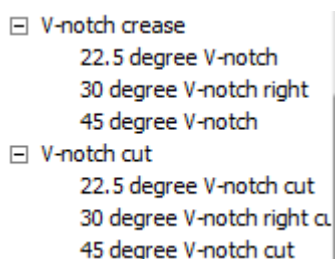 V-notch crease
22.5 degree V-notch
30 degree V-notch right
45 degree V-notch
V-notch cut
22.5 degree V-notch cut
30 degree V-notch right
45 degree V-notch cut